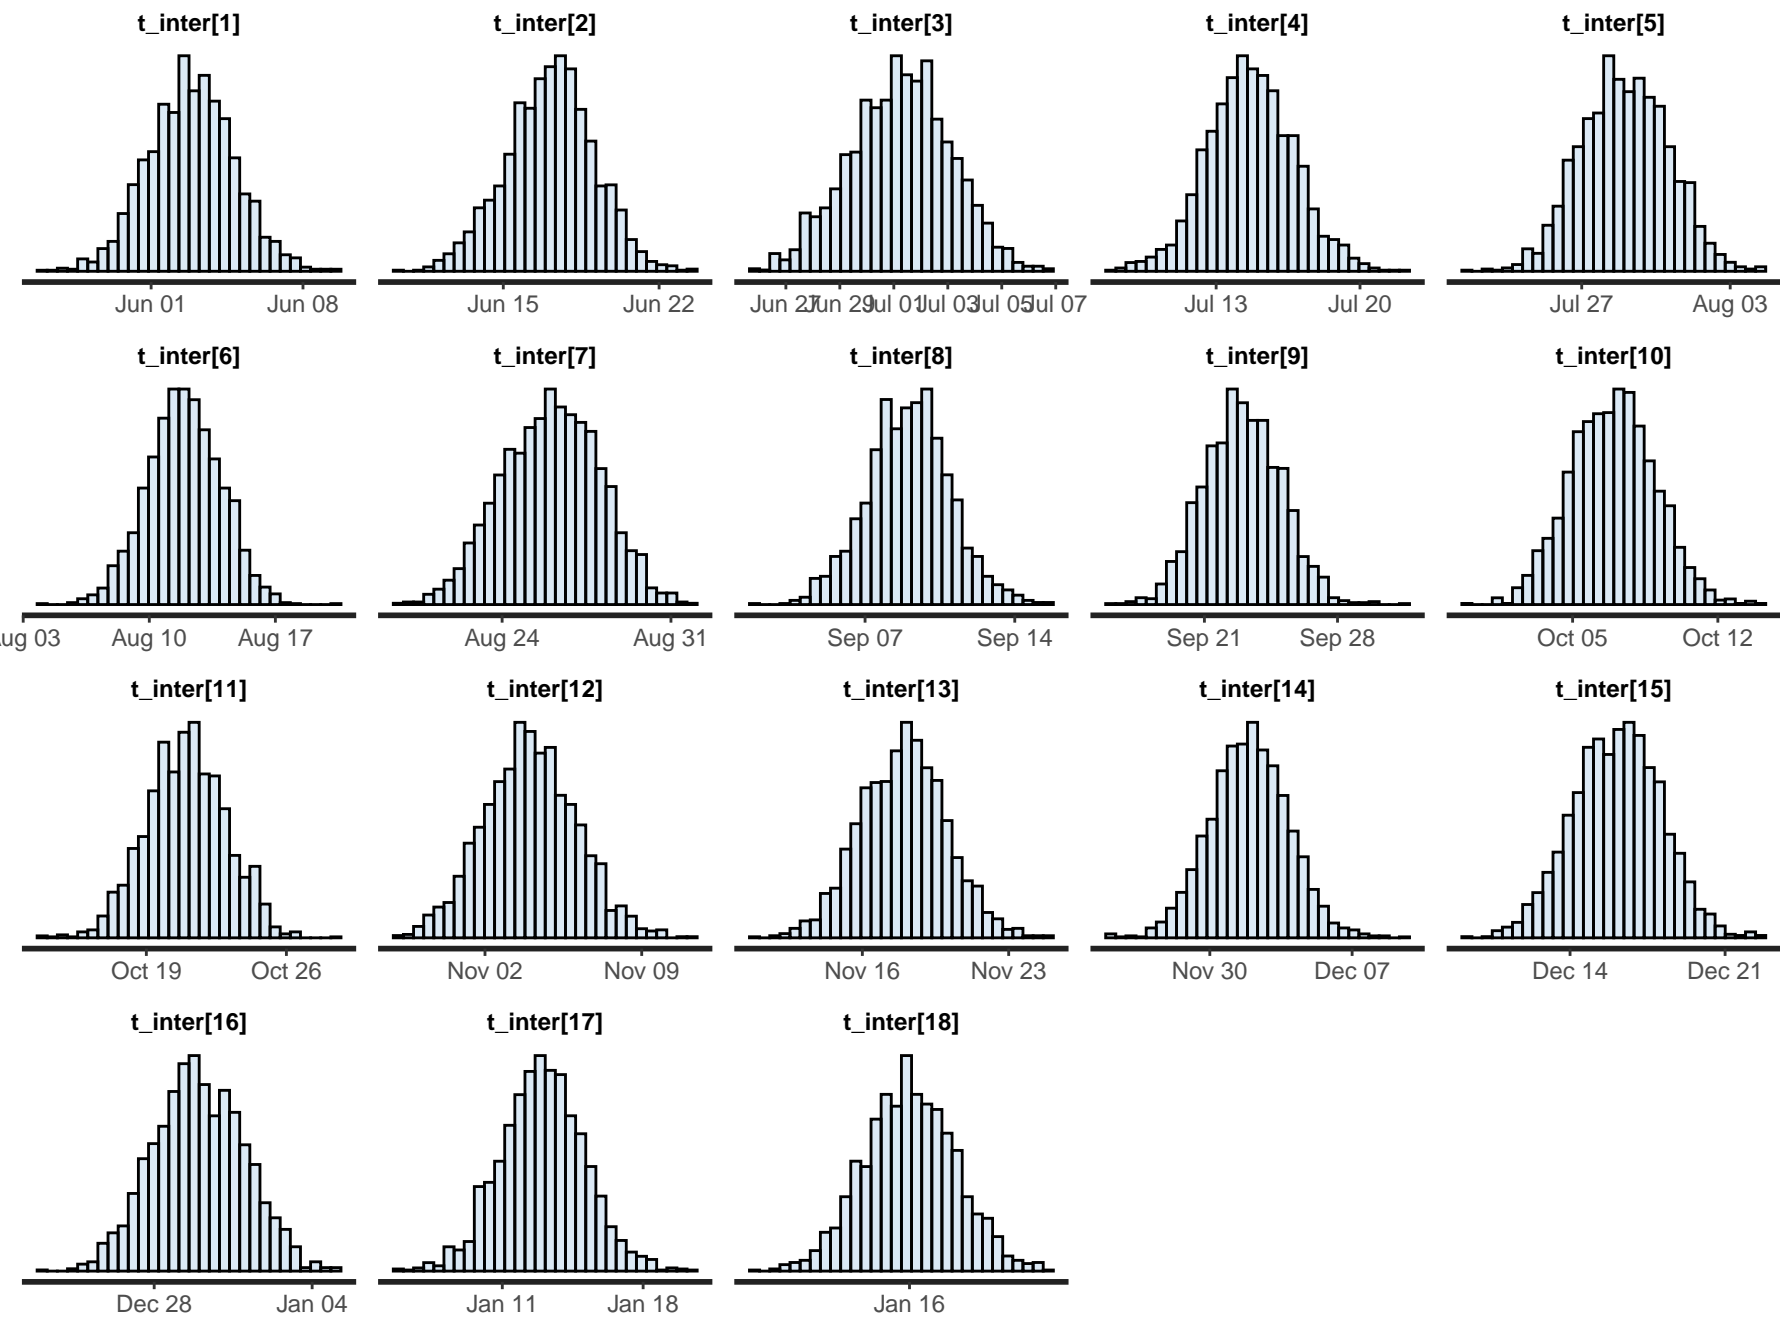 t_inter[1] t_inter[2] t_inter[3] t_inter[4] t_inter[5]
Jun 01 Jun 08 Jun 15 Jun 22 Jun 27 Jun 29 Jul 01 Jul 03 Jul 05 Jul 07 Jul 13 Jul 20 Jul 27 Aug 03
t_inter[6] t_inter[7] t_inter[8] t_inter[9] t_inter[10]
ug 03 Aug 10 Aug 17 Aug 24 Aug 31 Sep 07 Sep 14 Sep 21 Sep 28 Oct 05 Oct 12
t_inter[11] t_inter[12] t_inter[13] t_inter[14] t_inter[15]
Oct 19 Oct 26 Nov 02 Nov 09 Nov 16 Nov 23 Nov 30 Dec 07 Dec 14 Dec 21
t_inter[16] t_inter[17] t_inter[18]
Dec 28 Jan 04 Jan 11 Jan 18 Jan 16